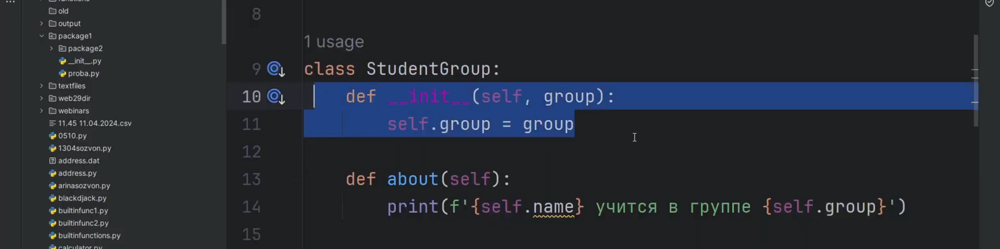 functions
old
output
package1
package2
__init__.py
proba.py
textfiles
web29dir
webinars
11.45 11.04.2024.csv
0510.py
1304sozvon.py
address.dat
address.py
arinasozvon.py
blackdjack.py
builtinfunc1.py
builtinfunc2.py
builtinfunctions.py
calculator.py
8
1 usage
9 class StudentGroup:
10 def __init__(self, group):
11 self.group = group
12
13 def about(self):
14 print(f'{self.name} учится в группе {self.group}')
15